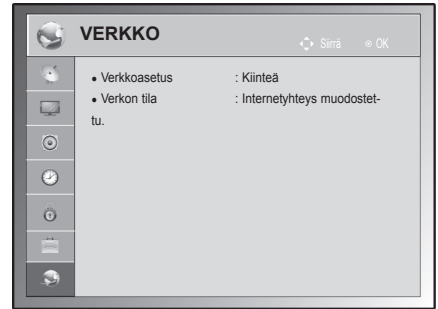 VERKKO
Siirrä OK
• Verkkoasetus : Kiinteä
• Verkon tila : Internetyhteys muodostet-
tu.